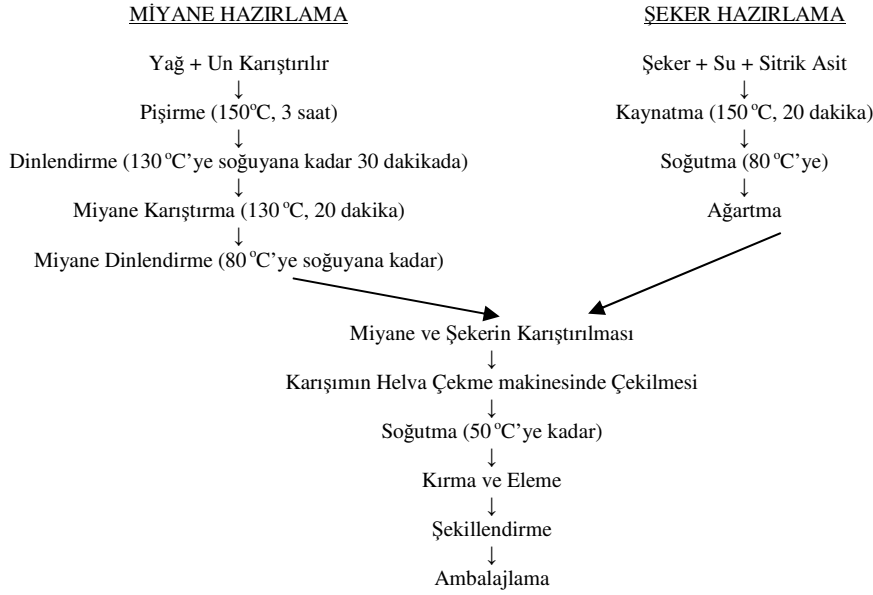 MİYANE HAZIRLAMA
Yağ + Un Karıştırılır
↓
Pişirme (150°C, 3 saat)
↓
Dinlendirme (130 °C’ye soğuyana kadar 30 dakikada)
↓
Miyane Karıştırma (130 °C, 20 dakika)
↓
Miyane Dinlendirme (80 °C’ye soğuyana kadar)
ŞEKER HAZIRLAMA
Şeker + Su + Sitrik Asit
↓
Kaynatma (150 °C, 20 dakika)
↓
Soğutma (80 °C’ye)
↓
Ağartma
Miyane ve Şekerin Karıştırılması
↓
Karışımın Helva Çekme makinesinde Çekilmesi
↓
Soğutma (50 °C’ye kadar)
↓
Kırma ve Eleme
↓
Şekillendirme
↓
Ambalajlama